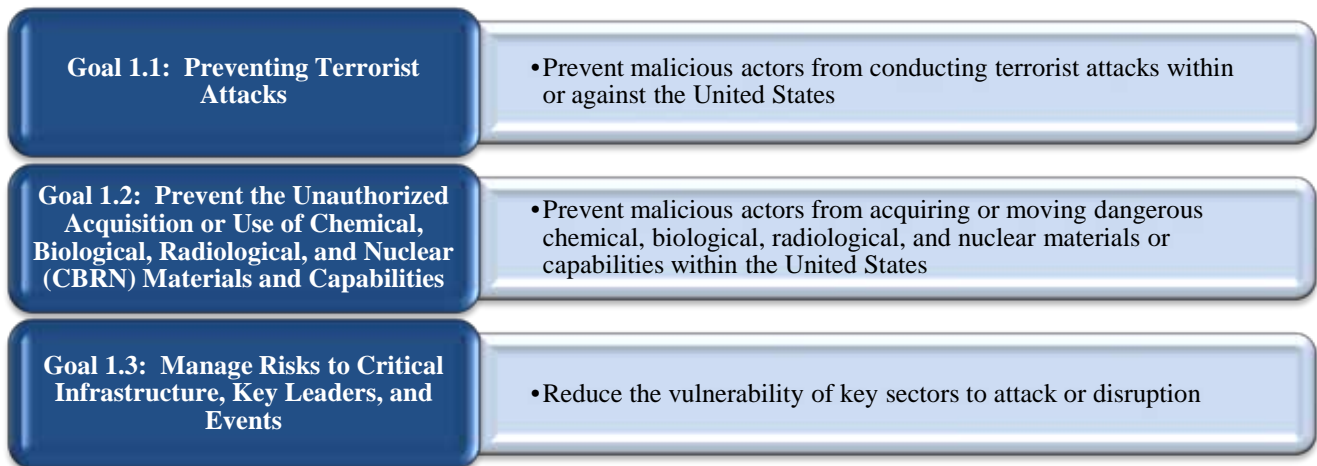 Goal 1.1:  Preventing Terrorist
Attacks
•Prevent malicious actors from conducting terrorist attacks within
or against the United States
Goal 1.2:  Prevent the Unauthorized
Acquisition or Use of Chemical,
Biological, Radiological, and Nuclear
(CBRN) Materials and Capabilities
•Prevent malicious actors from acquiring or moving dangerous
chemical, biological, radiological, and nuclear materials or
capabilities within the United States
Goal 1.3:  Manage Risks to Critical
Infrastructure, Key Leaders, and
Events
•Reduce the vulnerability of key sectors to attack or disruption